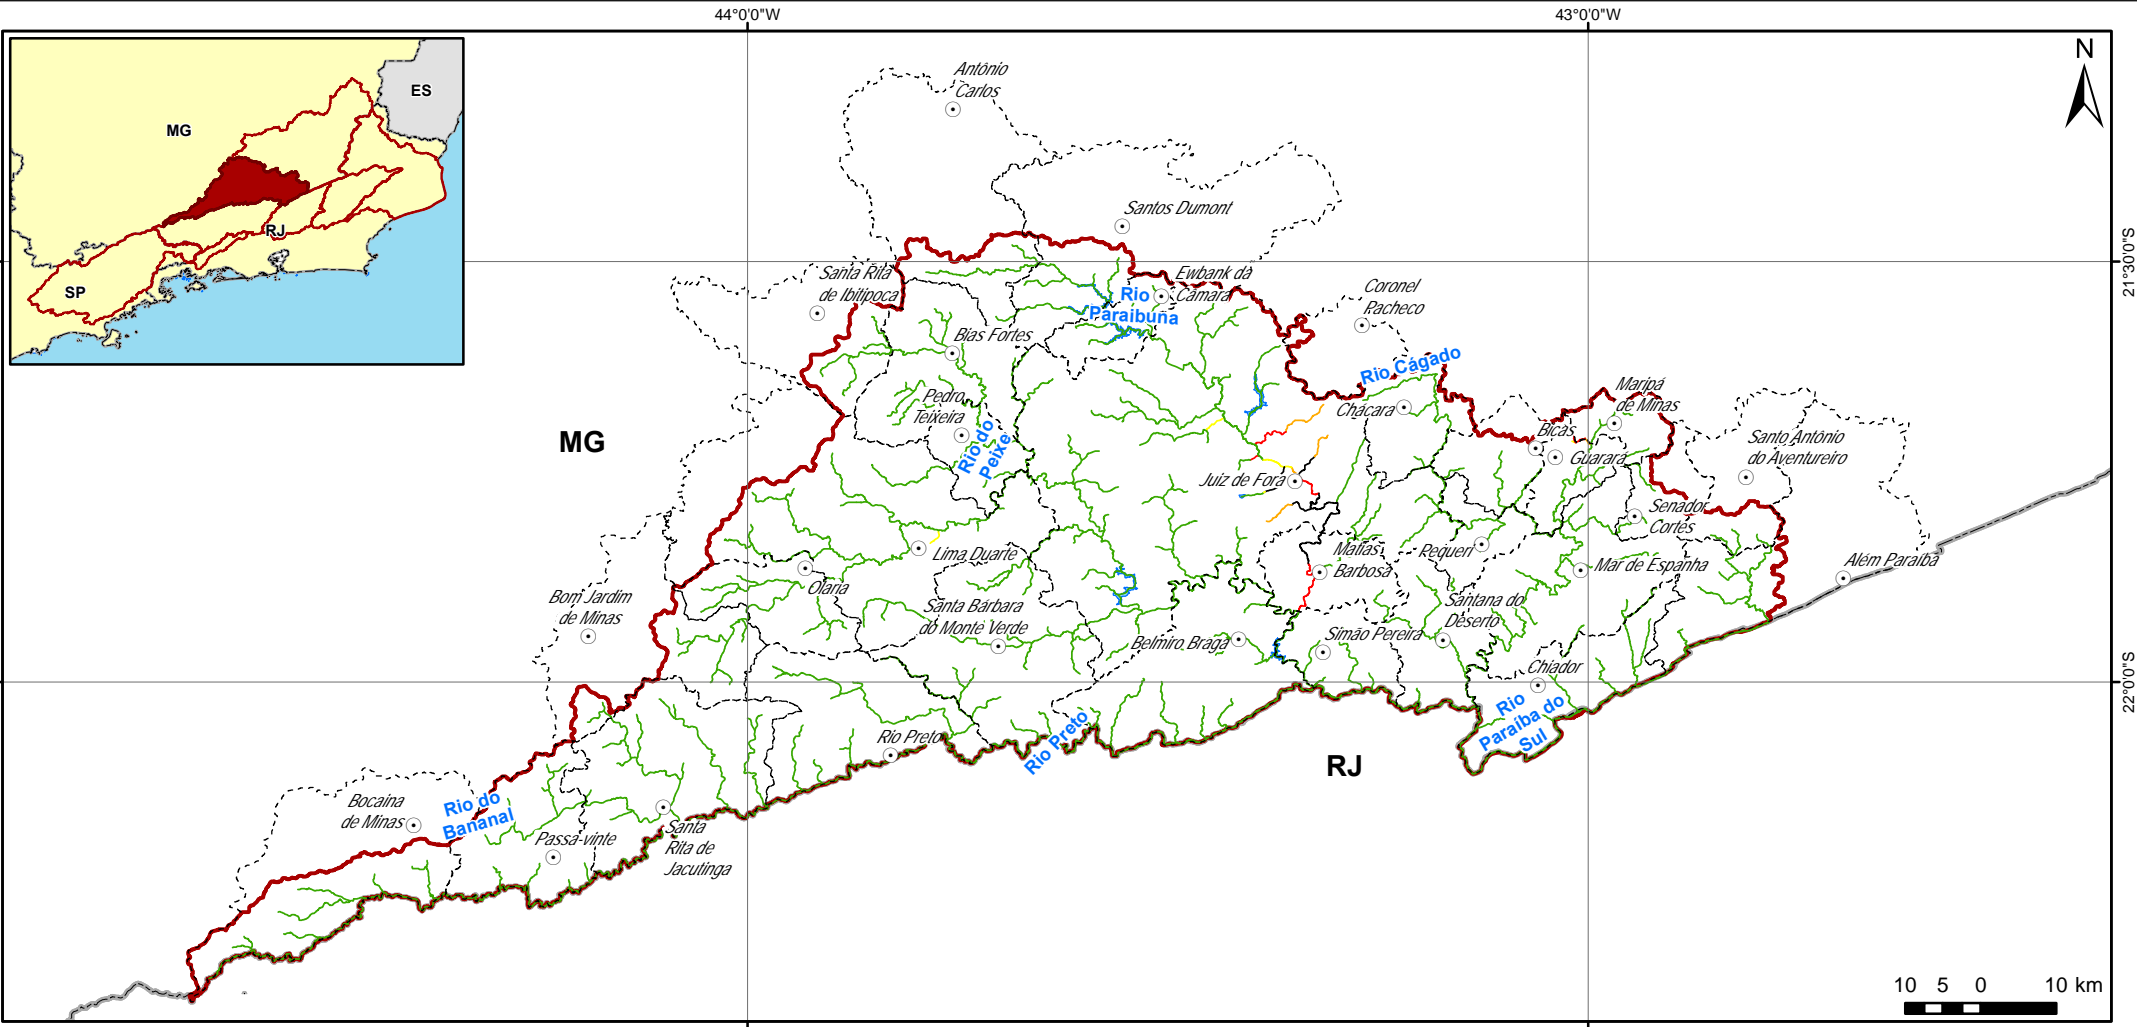 44°0'0"W
43°0'0"W
N
ES
MG
RJ
SP
21°30'0"S
22°0'0"S
Antônio
Carlos
Santos Dumont
Santa Rita
de Ibitipoca
Ewbank da
Câmara
Rio
Paraibuna
Coronel
Pacheco
Bias Fortes
Rio Cágado
Pedro
Teixeira
Chácara
Maripá
de Minas
Rio do
Peixe
MG
Bicas
Guarará
Santo Antônio
do Aventureiro
Juiz de Fora
Senador
Cortes
Lima Duarte
Matias
Barbosa
Pequeri
Mar de Espanha
Além Paraíba
Olaria
Bom Jardim
de Minas
Santa Bárbara
do Monte Verde
Belmiro Braga
Simão Pereira
Santana do
Deserto
Chiador
Rio
Paraíba do
Sul
Rio Preto
Rio Preto
RJ
Bocaina
de Minas
Rio do
Bananal
Passa-vinte
Santa
Rita de
Jacutinga
10 5 0 10 km